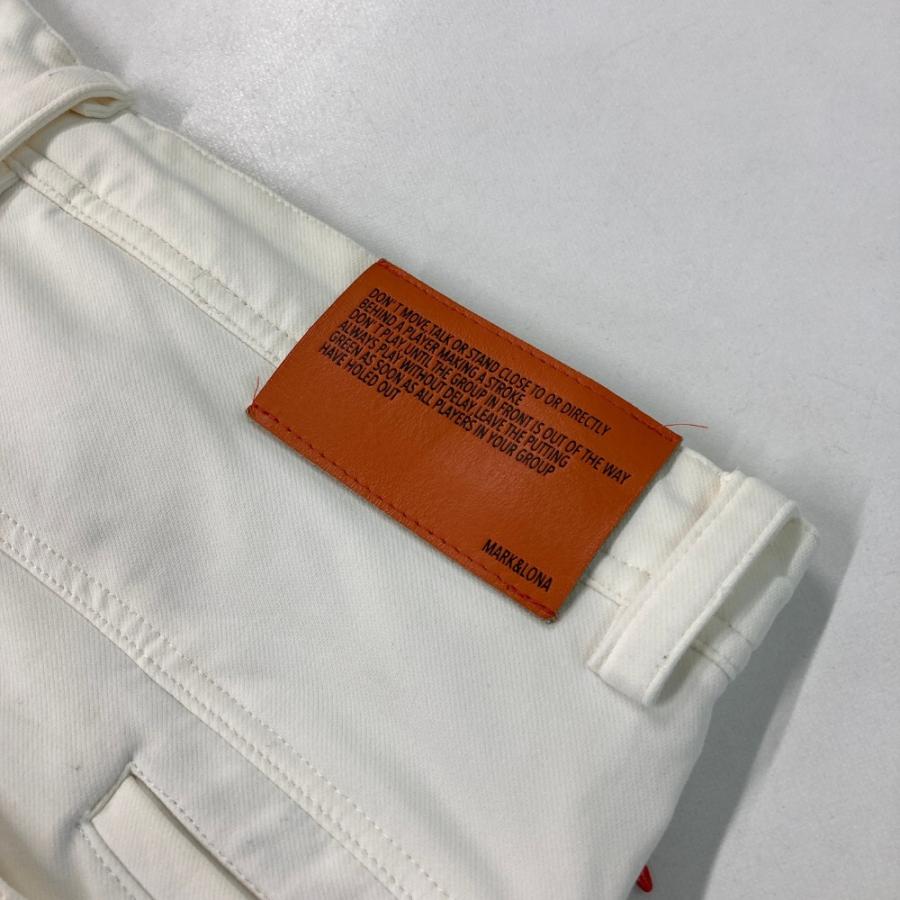 DON'T MOVE TALK OR STAND CLOSE TO OR DIRECTLY
BEHIND A PLAYER MAKING A STROKE
DON'T PLAY UNTIL THE GROUP IN FRONT IS OUT OF THE WAY
ALWAYS PLAY WITHOUT DELAY. LEAVE THE PUTTING
GREEN AS SOON AS ALL PLAYERS IN YOUR GROUP
HAVE HOLED OUT
MARK&LONA